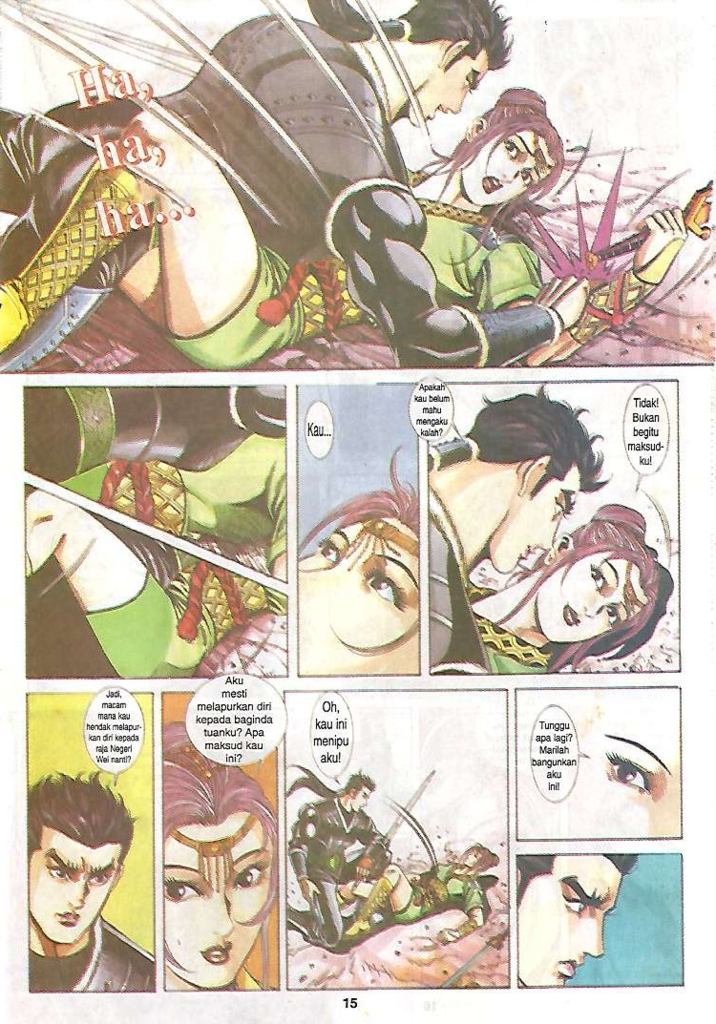 Ha,
ha,
ha...
Kau...
Apakah
kau belum
mahu
mengaku
kalah?
Tidak!
Bukan
begitu
maksud-
ku!
Jadi,
macam
mana kau
hendak melapur-
kan diri kepada
raja Negeri
Wei nanti?
Aku
mesti
melapurkan diri
kepada baginda
tuanku? Apa
maksud kau
ini?
Oh,
kau ini
menipu
aku!
Tunggu
apa lagi?
Marilah
bangunkan
aku
ini!
15